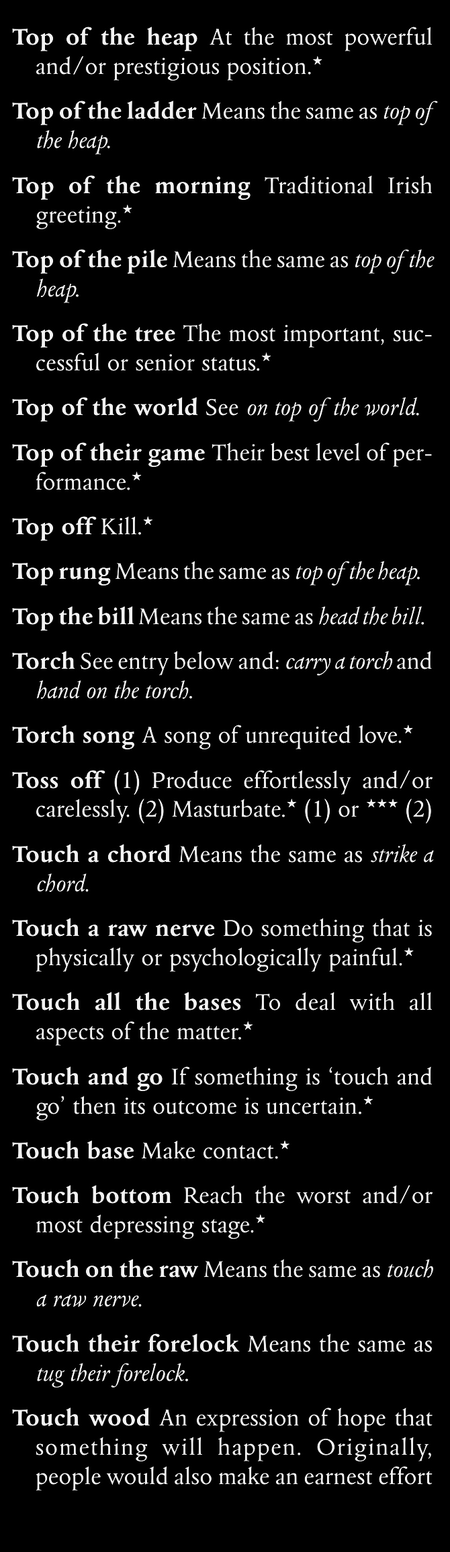 Top of the heap At the most powerful
and/or prestigious position.★
Top of the ladder Means the same as top of
the heap.
Top of the morning Traditional Irish
greeting.★
Top of the pile Means the same as top of the
heap.
Top of the tree The most important, suc-
cessful or senior status.★
Top of the world See on top of the world.
Top of their game Their best level of per-
formance.★
Top off Kill.★
Top rung Means the same as top of the heap.
Top the bill Means the same as head the bill.
Torch See entry below and: carry a torch and
hand on the torch.
Torch song A song of unrequited love.★
Toss off (1) Produce effortlessly and/or
carelessly. (2) Masturbate.★ (1) or ★★★ (2)
Touch a chord Means the same as strike a
chord.
Touch a raw nerve Do something that is
physically or psychologically painful.★
Touch all the bases To deal with all
aspects of the matter.★
Touch and go If something is ‘touch and
go’ then its outcome is uncertain.★
Touch base Make contact.★
Touch bottom Reach the worst and/or
most depressing stage.★
Touch on the raw Means the same as touch
a raw nerve.
Touch their forelock Means the same as
tug their forelock.
Touch wood An expression of hope that
something will happen. Originally,
people would also make an earnest effort